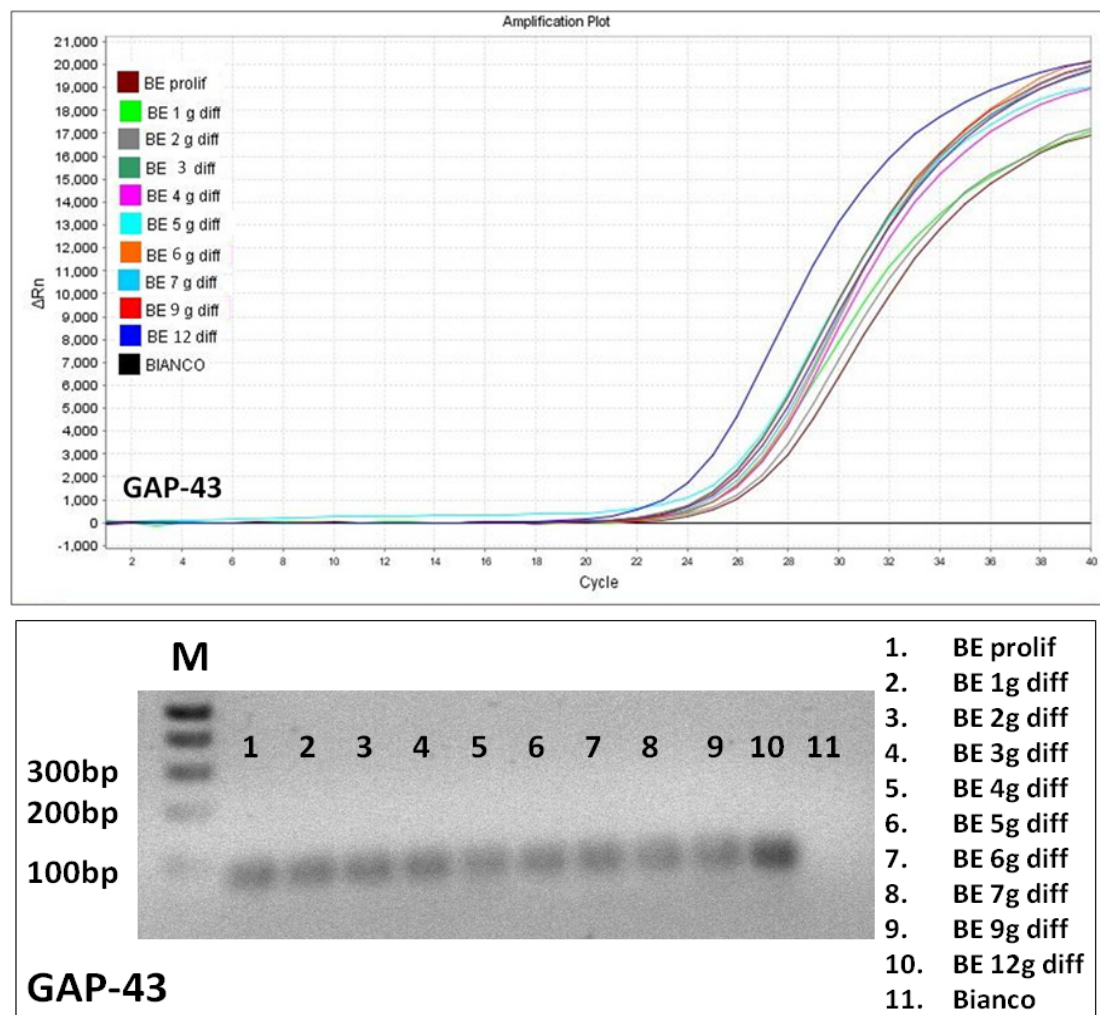 Amplification Plot
21,000
20,000
19,000
18,000
17,000
16,000
15,000
14,000
13,000
12,000
11,000
10,000
9,000
8,000
7,000
6,000
5,000
4,000
3,000
2,000
1,000
0
-1,000
ΔRn
BE prolif
BE 1 g diff
BE 2 g diff
BE 3 diff
BE 4 g diff
BE 5 g diff
BE 6 g diff
BE 7 g diff
BE 9 g diff
BE 12 diff
BIANCO
GAP-43
2 4 6 8 10 12 14 16 18 20 22 24 26 28 30 32 34 36 38 40
Cycle
M
1 2 3 4 5 6 7 8 9 10 11
300bp
200bp
100bp
GAP-43
1. BE prolif
2. BE 1g diff
3. BE 2g diff
4. BE 3g diff
5. BE 4g diff
6. BE 5g diff
7. BE 6g diff
8. BE 7g diff
9. BE 9g diff
10. BE 12g diff
11. Bianco